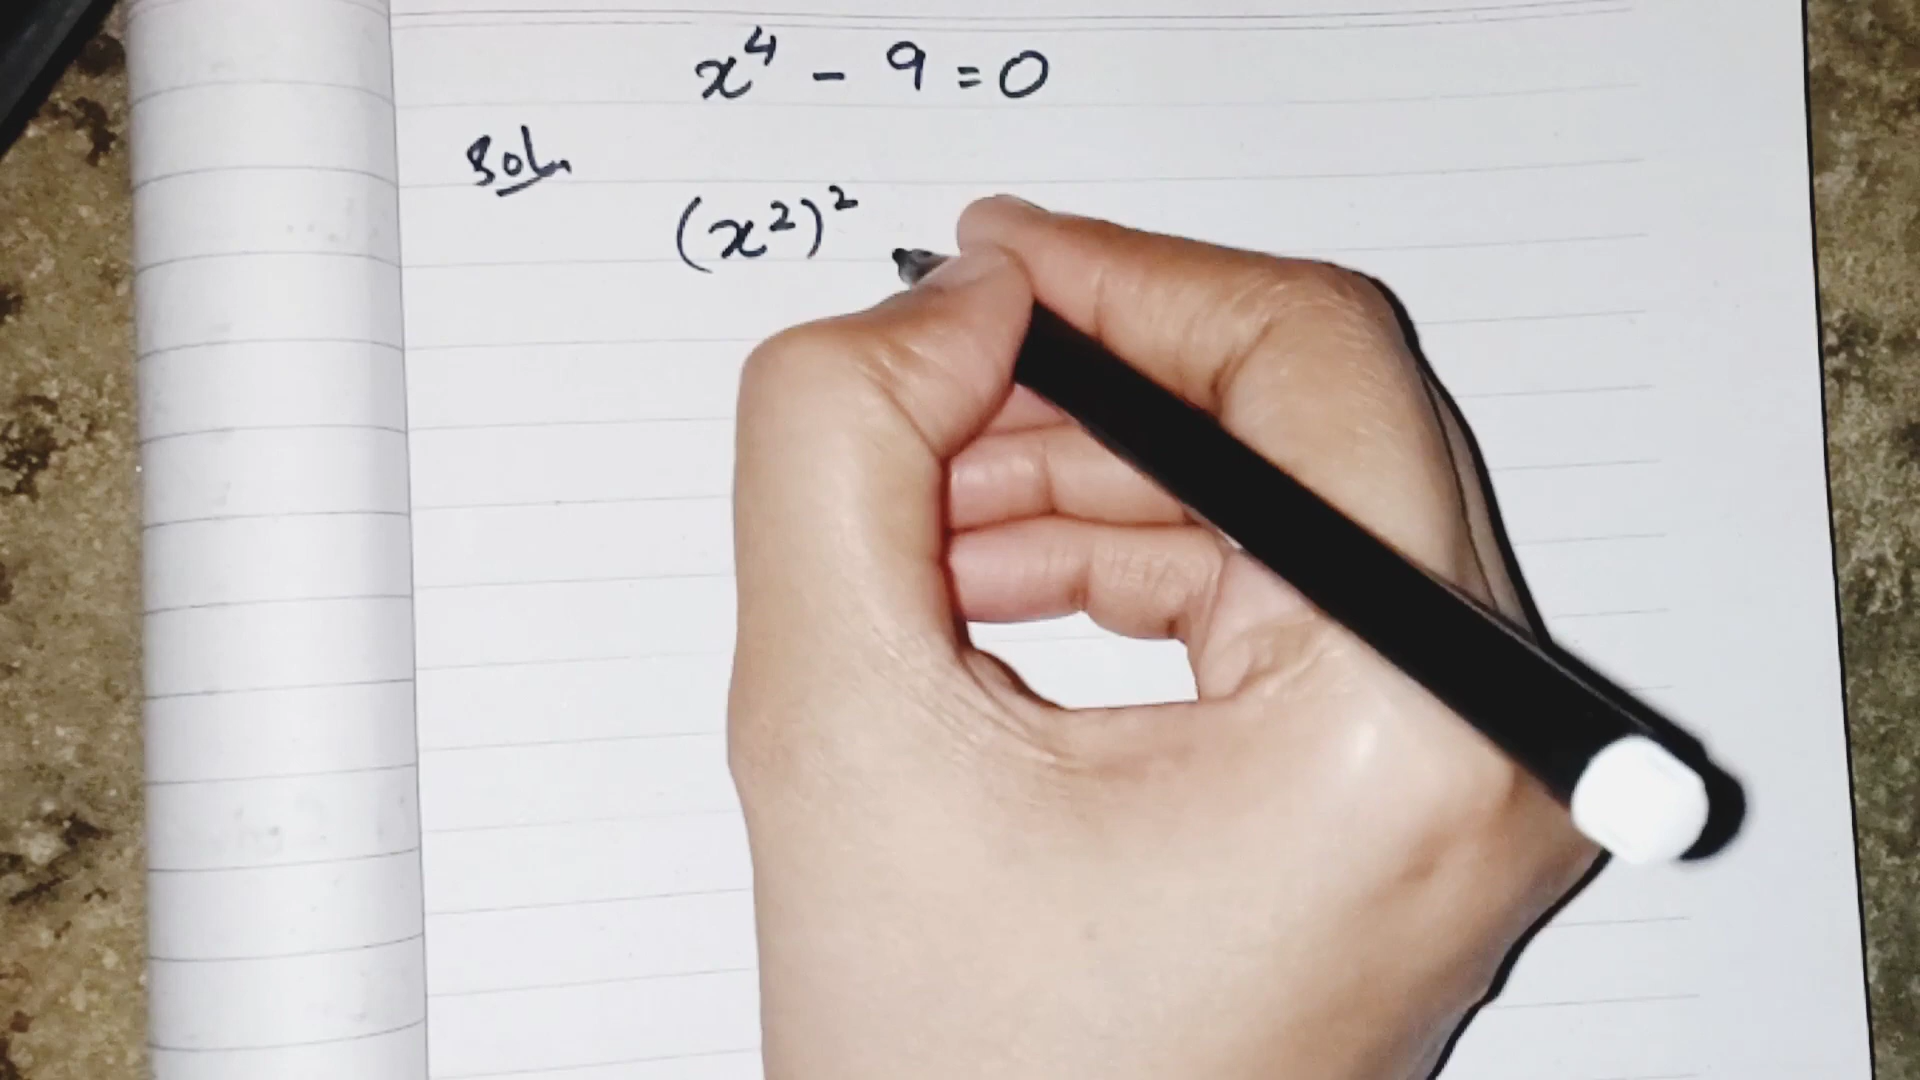 x⁴ - 9 = 0
Sol.
(x²)²